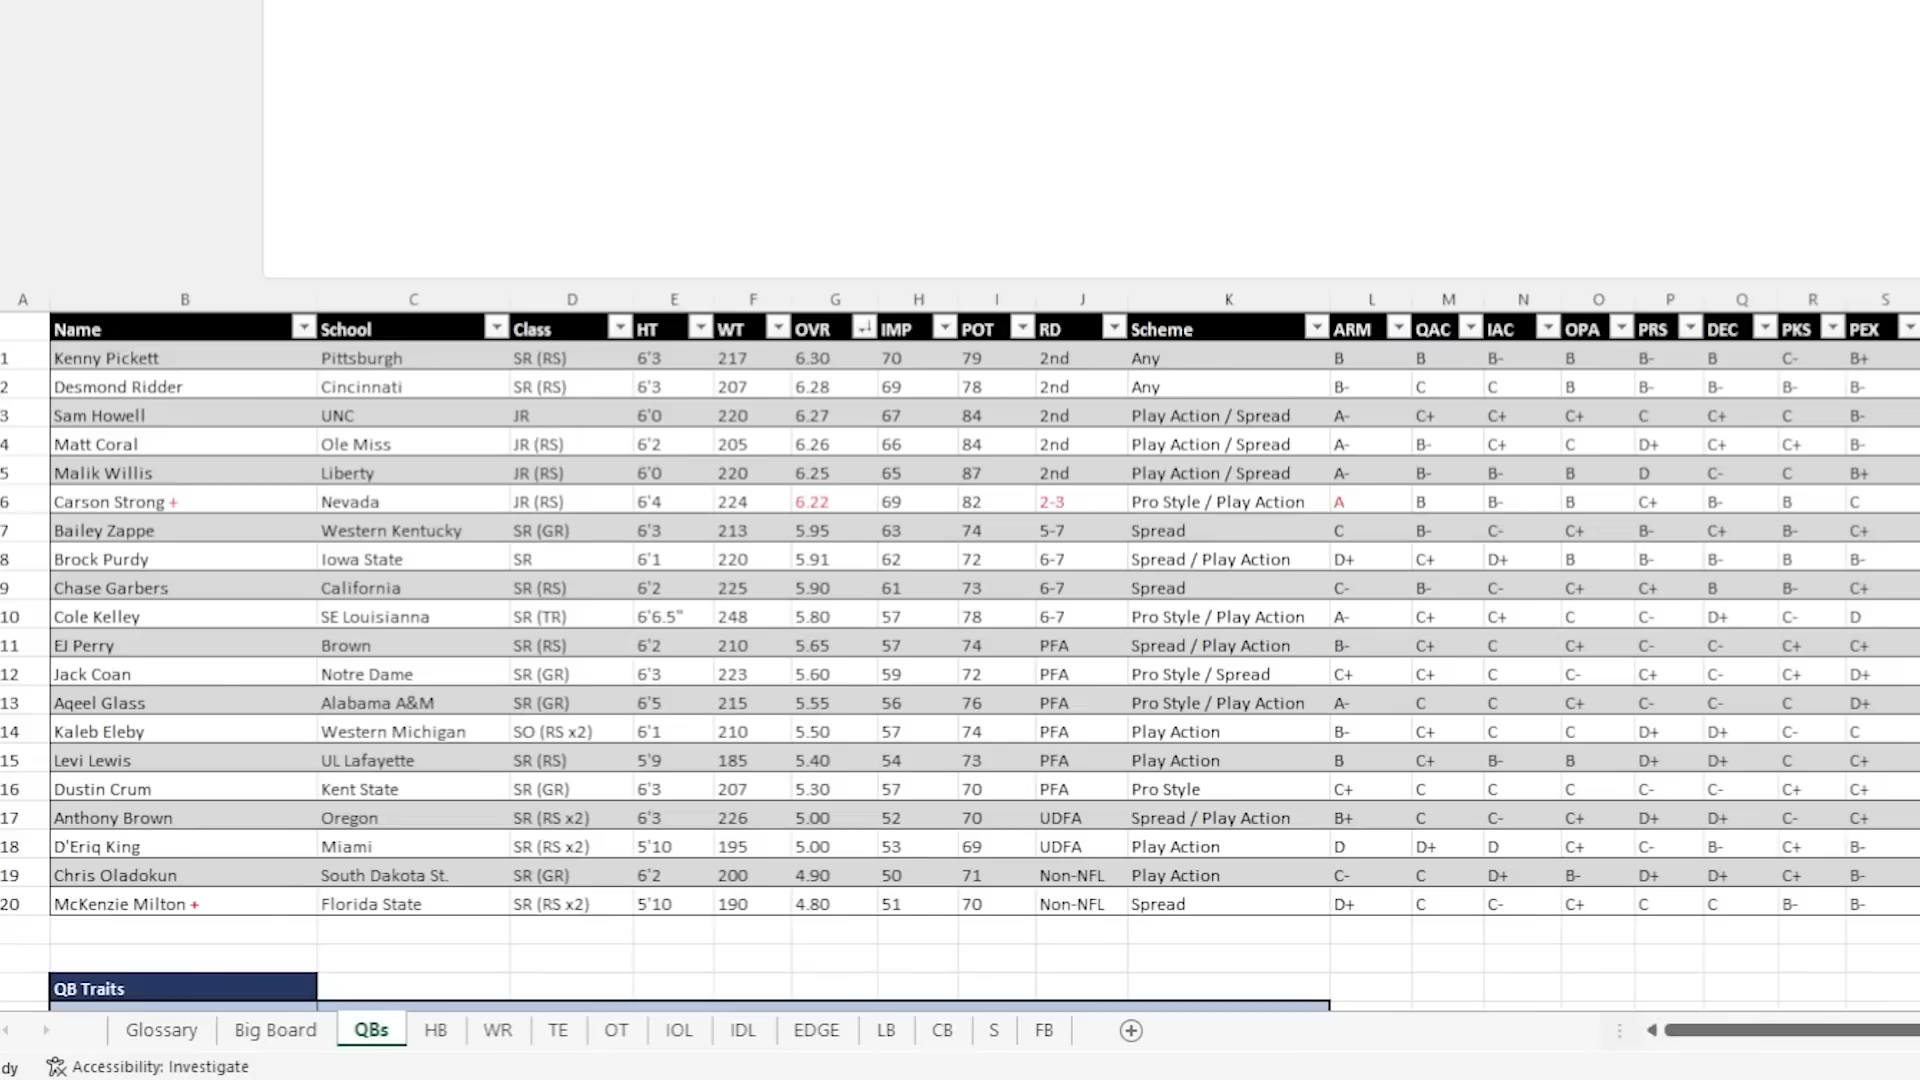 A B C D E F G H I J K L M N O P Q R S
Name School Class HT WT OVR IMP POT RD Scheme ARM QAC IAC OPA PRS DEC PKS PEX
1 Kenny Pickett Pittsburgh SR (RS) 6'3 217 6.30 70 79 2nd Any B B B- B B- B C- B+
2 Desmond Ridder Cincinnati SR (RS) 6'3 207 6.28 69 78 2nd Any B- C C B B- B- B- B-
3 Sam Howell UNC JR 6'0 220 6.27 67 84 2nd Play Action / Spread A- C+ C+ C+ C C+ C B-
4 Matt Coral Ole Miss JR (RS) 6'2 205 6.26 66 84 2nd Play Action / Spread A- B- C+ C D+ C+ C+ B-
5 Malik Willis Liberty JR (RS) 6'0 220 6.25 65 87 2nd Play Action / Spread A- B- B- B D C- C B+
6 Carson Strong + Nevada JR (RS) 6'4 224 6.22 69 82 2-3 Pro Style / Play Action A B B- B C+ B- B C
7 Bailey Zappe Western Kentucky SR (GR) 6'3 213 5.95 63 74 5-7 Spread C B- C- C+ B- C+ B- C+
8 Brock Purdy Iowa State SR 6'1 220 5.91 62 72 6-7 Spread / Play Action D+ C+ D+ B B- B- B B-
9 Chase Garbers California SR (RS) 6'2 225 5.90 61 73 6-7 Spread C- B- C- C+ C+ B B- C+
10 Cole Kelley SE Louisianna SR (TR) 6'6.5" 248 5.80 57 78 6-7 Pro Style / Play Action A- C+ C+ C C- D+ C- D
11 EJ Perry Brown SR (RS) 6'2 210 5.65 57 74 PFA Spread / Play Action B- C+ C C+ C- C- C+ C+
12 Jack Coan Notre Dame SR (GR) 6'3 223 5.60 59 72 PFA Pro Style / Spread C+ C+ C C- C+ C- C+ D+
13 Aqeel Glass Alabama A&M SR (GR) 6'5 215 5.55 56 76 PFA Pro Style / Play Action A- C C C+ C- C- C D+
14 Kaleb Eleby Western Michigan SO (RS x2) 6'1 210 5.50 57 74 PFA Play Action B- C+ C C D+ D+ C- C
15 Levi Lewis UL Lafayette SR (RS) 5'9 185 5.40 54 73 PFA Play Action B C+ B- B D+ D+ C C+
16 Dustin Crum Kent State SR (GR) 6'3 207 5.30 57 70 PFA Pro Style C+ C C C C- C- C+ C+
17 Anthony Brown Oregon SR (RS x2) 6'3 226 5.00 52 70 UDFA Spread / Play Action B+ C C- C+ D+ D+ C- C+
18 D'Eriq King Miami SR (RS x2) 5'10 195 5.00 53 69 UDFA Play Action D D+ D C+ C- B- C+ B-
19 Chris Oladokun South Dakota St. SR (GR) 6'2 200 4.90 50 71 Non-NFL Play Action C- C D+ B- D+ D+ C+ B-
20 McKenzie Milton + Florida State SR (RS x2) 5'10 190 4.80 51 70 Non-NFL Spread D+ C C- C+ C C B- B-
QB Traits
Glossary Big Board QBs HB WR TE OT IOL IDL EDGE LB CB S FB
dy Accessibility: Investigate